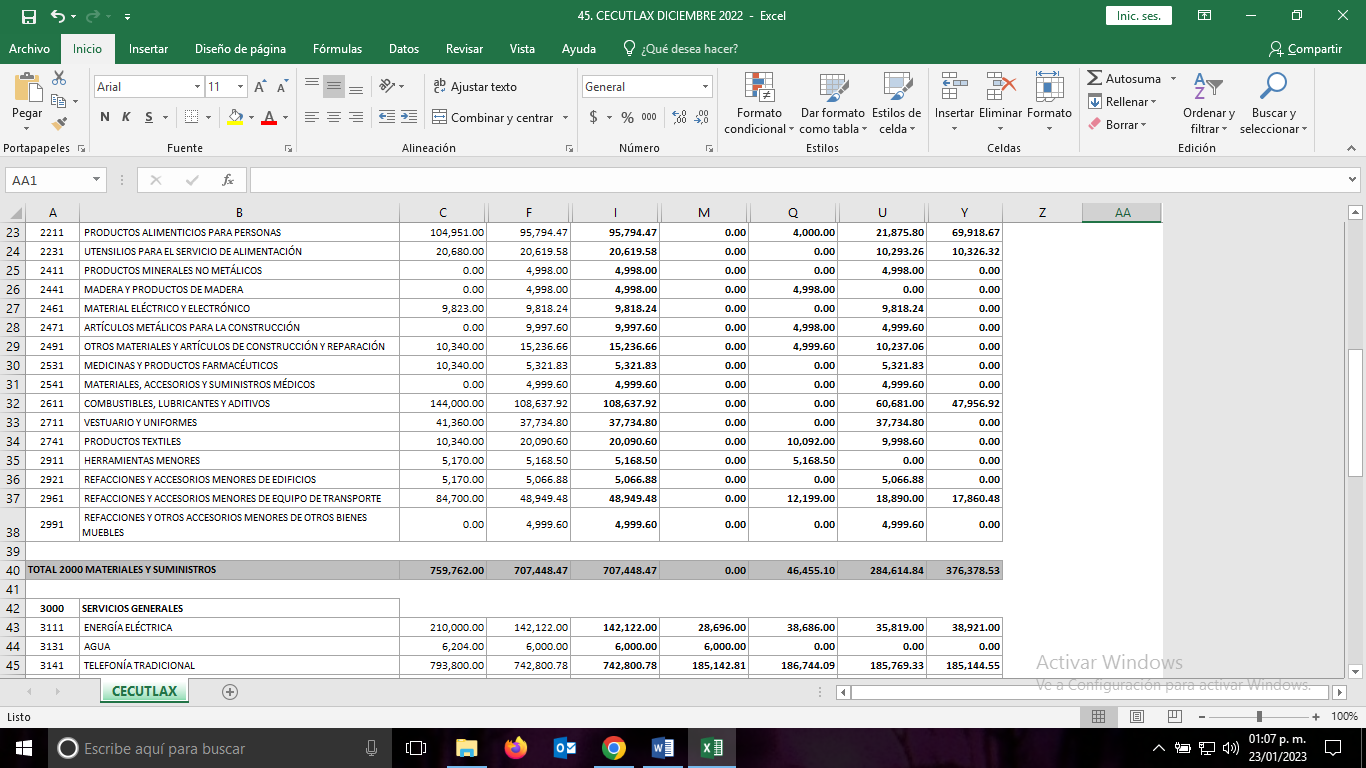 45. CECUTLAX DICIEMBRE 2022 - Excel
Inic. ses.
Archivo Inicio Insertar Diseño de página Fórmulas Datos Revisar Vista Ayuda ¿Qué desea hacer? Compartir
Pegar
Arial 11
N K S
Ajustar texto
Combinar y centrar
General
$ % 000
Formato condicional
Dar formato como tabla
Estilos de celda
Insertar Eliminar Formato
Autosuma
Rellenar
Borrar
Ordenar y filtrar
Buscar y seleccionar
Portapapeles Fuente Alineación Número Estilos Celdas Edición
AA1 fx
A B C F I M Q U Y Z AA
23 2211 PRODUCTOS ALIMENTICIOS PARA PERSONAS 104,951.00 95,794.47 95,794.47 0.00 4,000.00 21,875.80 69,918.67
24 2231 UTENSILIOS PARA EL SERVICIO DE ALIMENTACIÓN 20,680.00 20,619.58 20,619.58 0.00 0.00 10,293.26 10,326.32
25 2411 PRODUCTOS MINERALES NO METÁLICOS 0.00 4,998.00 4,998.00 0.00 0.00 4,998.00 0.00
26 2441 MADERA Y PRODUCTOS DE MADERA 0.00 4,998.00 4,998.00 0.00 4,998.00 0.00 0.00
27 2461 MATERIAL ELÉCTRICO Y ELECTRÓNICO 9,823.00 9,818.24 9,818.24 0.00 0.00 9,818.24 0.00
28 2471 ARTÍCULOS METÁLICOS PARA LA CONSTRUCCIÓN 0.00 9,997.60 9,997.60 0.00 4,998.00 4,999.60 0.00
29 2491 OTROS MATERIALES Y ARTÍCULOS DE CONSTRUCCIÓN Y REPARACIÓN 10,340.00 15,236.66 15,236.66 0.00 4,999.60 10,237.06 0.00
30 2531 MEDICINAS Y PRODUCTOS FARMACÉUTICOS 10,340.00 5,321.83 5,321.83 0.00 0.00 5,321.83 0.00
31 2541 MATERIALES, ACCESORIOS Y SUMINISTROS MÉDICOS 0.00 4,999.60 4,999.60 0.00 0.00 4,999.60 0.00
32 2611 COMBUSTIBLES, LUBRICANTES Y ADITIVOS 144,000.00 108,637.92 108,637.92 0.00 0.00 60,681.00 47,956.92
33 2711 VESTUARIO Y UNIFORMES 41,360.00 37,734.80 37,734.80 0.00 0.00 37,734.80 0.00
34 2741 PRODUCTOS TEXTILES 10,340.00 20,090.60 20,090.60 0.00 10,092.00 9,998.60 0.00
35 2911 HERRAMIENTAS MENORES 5,170.00 5,168.50 5,168.50 0.00 5,168.50 0.00 0.00
36 2921 REFACCIONES Y ACCESORIOS MENORES DE EDIFICIOS 5,170.00 5,066.88 5,066.88 0.00 0.00 5,066.88 0.00
37 2961 REFACCIONES Y ACCESORIOS MENORES DE EQUIPO DE TRANSPORTE 84,700.00 48,949.48 48,949.48 0.00 12,199.00 18,890.00 17,860.48
38 2991 REFACCIONES Y OTROS ACCESORIOS MENORES DE OTROS BIENES
MUEBLES 0.00 4,999.60 4,999.60 0.00 0.00 4,999.60 0.00
39
40 TOTAL 2000 MATERIALES Y SUMINISTROS 759,762.00 707,448.47 707,448.47 0.00 46,455.10 284,614.84 376,378.53
41
42 3000 SERVICIOS GENERALES
43 3111 ENERGÍA ELÉCTRICA 210,000.00 142,122.00 142,122.00 28,696.00 38,686.00 35,819.00 38,921.00
44 3131 AGUA 6,204.00 6,000.00 6,000.00 6,000.00 0.00 0.00 0.00
45 3141 TELEFONÍA TRADICIONAL 793,800.00 742,800.78 742,800.78 185,142.81 186,744.09 185,769.33 185,144.55
Activar Windows
Ve a Configuración para activar Windows.
CECUTLAX
Listo 100%
Escribe aquí para buscar
01:07 p. m.
23/01/2023